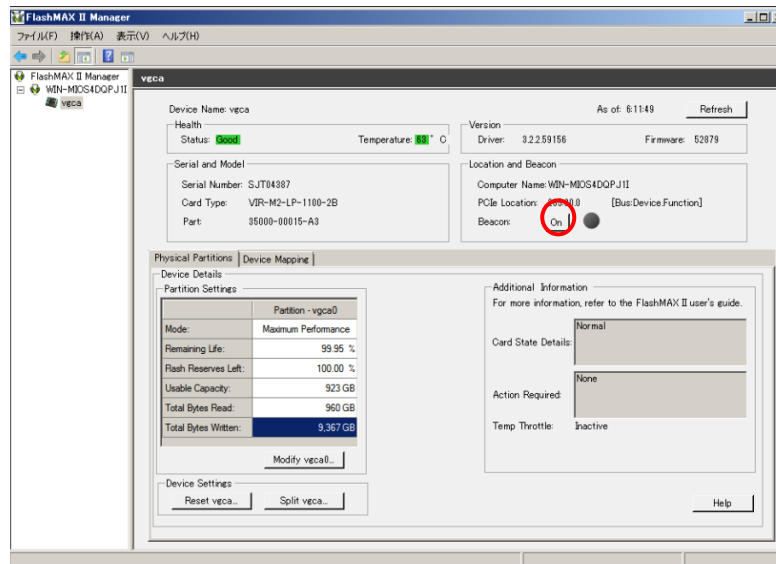 FlashMAX II Manager
ファイル(F) 操作(A) 表示(V) ヘルプ(H)
FlashMAX II Manager
WIN-MIOS4DQPJ1I
vgca
vgca
Device Name: vgca
As of: 6:11:49
Refresh
Health
Status: Good
Temperature: 63 ° C
Version
Driver: 3.2.2.59156
Firmware: 52879
Serial and Model
Serial Number: SJT04387
Card Type: VIR-M2-LP-1100-2B
Part: 35000-00015-A3
Location and Beacon
Computer Name: WIN-MIOS4DQPJ1I
PCIe Location: [Bus:Device.Function]
Beacon: On
Physical Partitions
Device Mapping
Device Details
Partition Settings
Partition - vgca0
Mode: Maximum Performance
Remaining Life: 99.95 %
Flash Reserves Left: 100.00 %
Usable Capacity: 923 GB
Total Bytes Read: 960 GB
Total Bytes Written: 9,367 GB
Modify vgca0...
Device Settings
Reset vgca...
Split vgca...
Additional Information
For more information, refer to the FlashMAX II user's guide.
Card State Details: Normal
Action Required: None
Temp Throttle: Inactive
Help